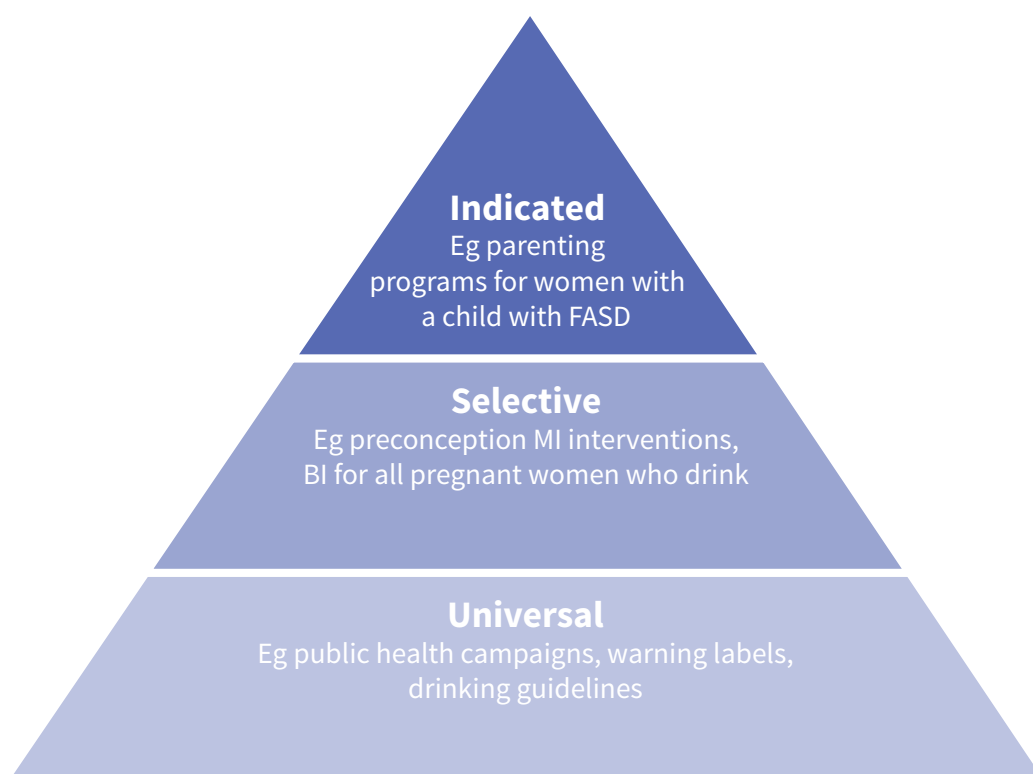 Indicated
Eg parenting
programs for women with
a child with FASD
Selective
Eg preconception MI interventions,
BI for all pregnant women who drink
Universal
Eg public health campaigns, warning labels,
drinking guidelines